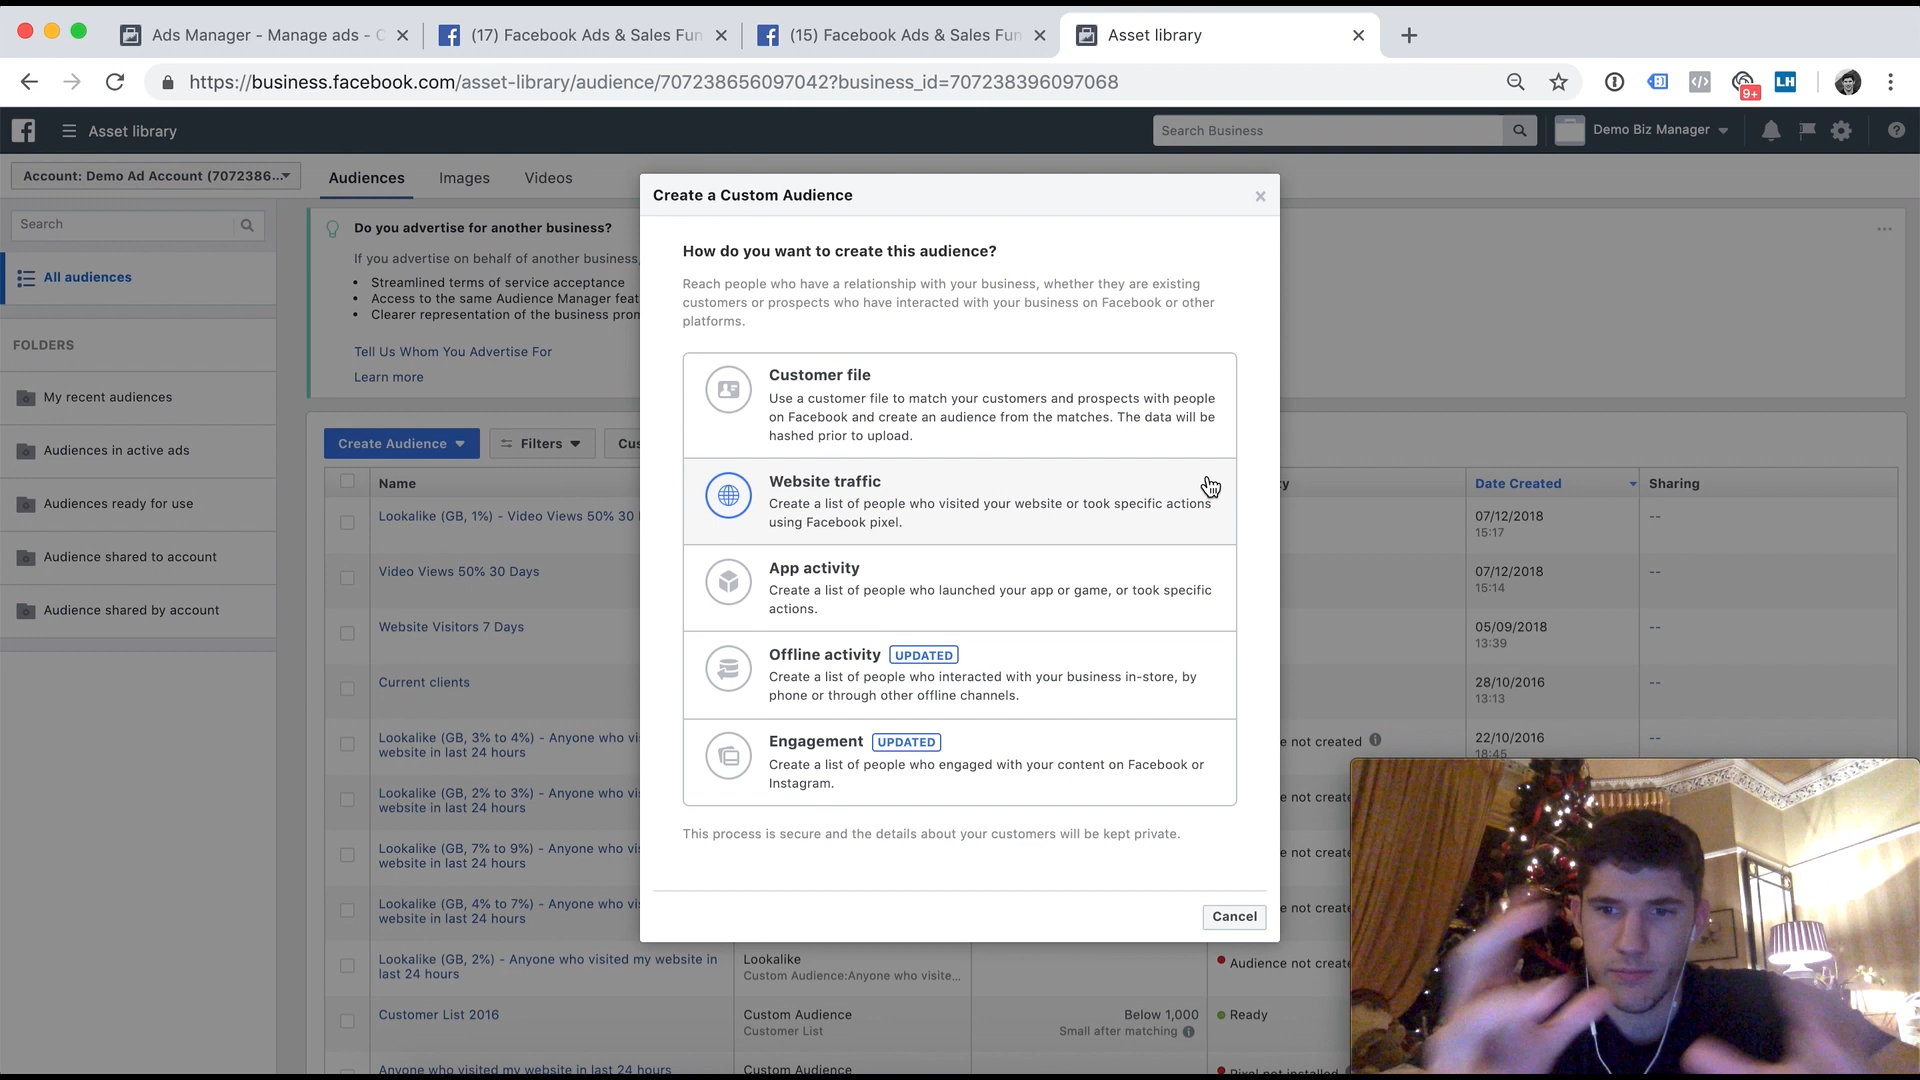 Ads Manager - Manage ads - C
(17) Facebook Ads & Sales Fun
(15) Facebook Ads & Sales Fun
Asset library
https://business.facebook.com/asset-library/audience/707238656097042?business_id=707238396097068
9+
LH
Asset library
Search Business
Demo Biz Manager
Account: Demo Ad Account (7072386...
Audiences
Images
Videos
Search
All audiences
FOLDERS
My recent audiences
Audiences in active ads
Audiences ready for use
Audience shared to account
Audience shared by account
Do you advertise for another business?
If you advertise on behalf of another business,
• Streamlined terms of service acceptance
• Access to the same Audience Manager feat
• Clearer representation of the business pron
Tell Us Whom You Advertise For
Learn more
Create Audience
Filters
Cus
Name
Date Created
Sharing
Lookalike (GB, 1%) - Video Views 50% 30
07/12/2018
15:17
--
Video Views 50% 30 Days
07/12/2018
15:14
--
Website Visitors 7 Days
05/09/2018
13:39
--
Current clients
28/10/2016
13:13
--
Lookalike (GB, 3% to 4%) - Anyone who vi
website in last 24 hours
e not created
22/10/2016
18:45
--
Lookalike (GB, 2% to 3%) - Anyone who vi
website in last 24 hours
e not create
Lookalike (GB, 7% to 9%) - Anyone who vi
website in last 24 hours
e not create
Lookalike (GB, 4% to 7%) - Anyone who vi
website in last 24 hours
e not create
Lookalike (GB, 2%) - Anyone who visited my website in
last 24 hours
Lookalike
Custom Audience:Anyone who visite...
Audience not create
Customer List 2016
Custom Audience
Customer List
Below 1,000
Small after matching
Ready
Anyone who visited my website in last 24 hours
Custom Audience
Pixel not installed
Create a Custom Audience
How do you want to create this audience?
Reach people who have a relationship with your business, whether they are existing
customers or prospects who have interacted with your business on Facebook or other
platforms.
Customer file
Use a customer file to match your customers and prospects with people
on Facebook and create an audience from the matches. The data will be
hashed prior to upload.
Website traffic
Create a list of people who visited your website or took specific actions
using Facebook pixel.
App activity
Create a list of people who launched your app or game, or took specific
actions.
Offline activity UPDATED
Create a list of people who interacted with your business in-store, by
phone or through other offline channels.
Engagement UPDATED
Create a list of people who engaged with your content on Facebook or
Instagram.
This process is secure and the details about your customers will be kept private.
Cancel